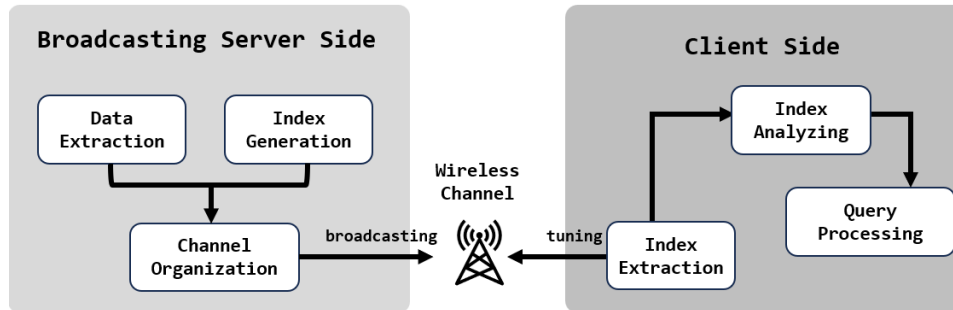 Broadcasting Server Side
Data
Extraction
Index
Generation
Channel
Organization
broadcasting
Wireless
Channel
tuning
Client Side
Index
Analyzing
Query
Processing
Index
Extraction